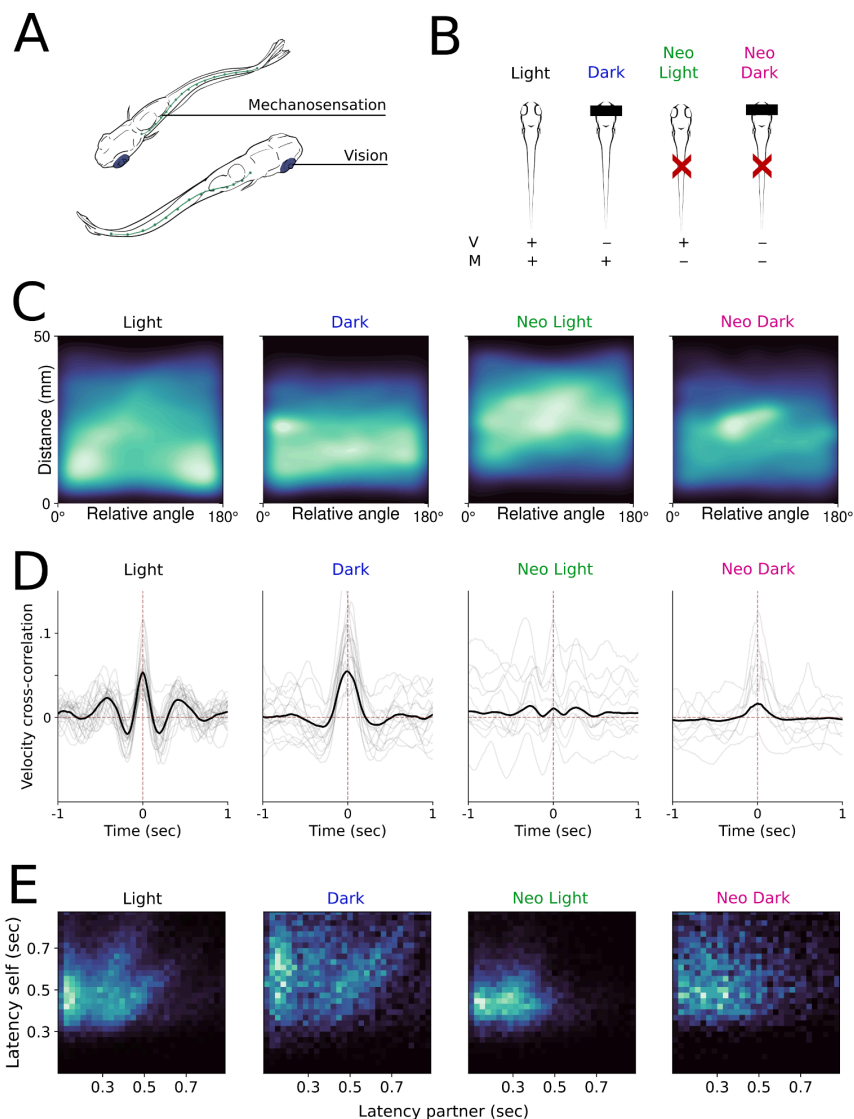 A
Mechanosensation
Vision
B
Light Dark Neo Light Neo Dark
V + – + –
M + + – –
C
Light Dark Neo Light Neo Dark
50
Distance (mm)
0
0° Relative angle 180° 0° Relative angle 180° 0° Relative angle 180° 0° Relative angle 180°
D
Light Dark Neo Light Neo Dark
.1
Velocity cross-correlation
0
-1 0 1 -1 0 1 -1 0 1 -1 0 1
Time (sec) Time (sec) Time (sec) Time (sec)
E
Light Dark Neo Light Neo Dark
Latency self (sec)
0.7
0.5
0.3
0.3 0.5 0.7 0.3 0.5 0.7 0.3 0.5 0.7 0.3 0.5 0.7
Latency partner (sec)